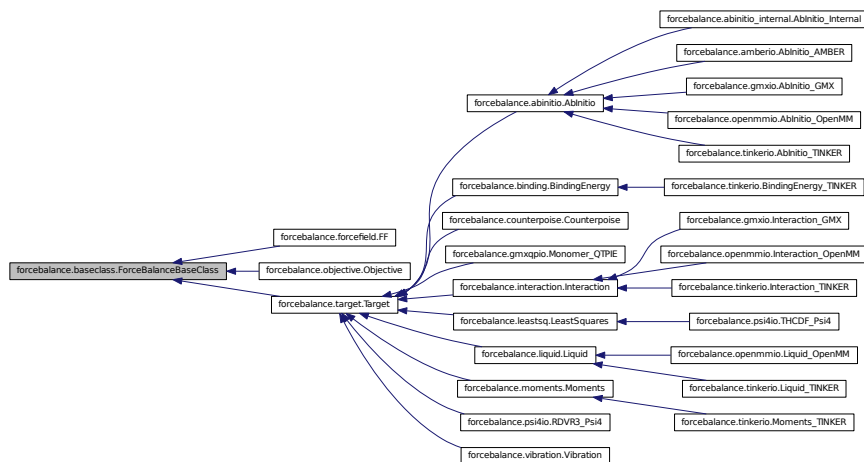 forcebalance.abinitio_internal.AbInitio_Internal
forcebalance.amberio.AbInitio_AMBER
forcebalance.gmxio.AbInitio_GMX
forcebalance.abinitio.AbInitio
forcebalance.openmmio.AbInitio_OpenMM
forcebalance.tinkerio.AbInitio_TINKER
forcebalance.binding.BindingEnergy
forcebalance.tinkerio.BindingEnergy_TINKER
forcebalance.counterpoise.Counterpoise
forcebalance.gmxio.Interaction_GMX
forcebalance.forcefield.FF
forcebalance.gmxqpio.Monomer_QTPIE
forcebalance.openmmio.Interaction_OpenMM
forcebalance.baseclass.ForceBalanceBaseClass
forcebalance.objective.Objective
forcebalance.interaction.Interaction
forcebalance.tinkerio.Interaction_TINKER
forcebalance.target.Target
forcebalance.leastsq.LeastSquares
forcebalance.psi4io.THCDF_Psi4
forcebalance.liquid.Liquid
forcebalance.openmmio.Liquid_OpenMM
forcebalance.moments.Moments
forcebalance.tinkerio.Liquid_TINKER
forcebalance.psi4io.RDVR3_Psi4
forcebalance.tinkerio.Moments_TINKER
forcebalance.vibration.Vibration